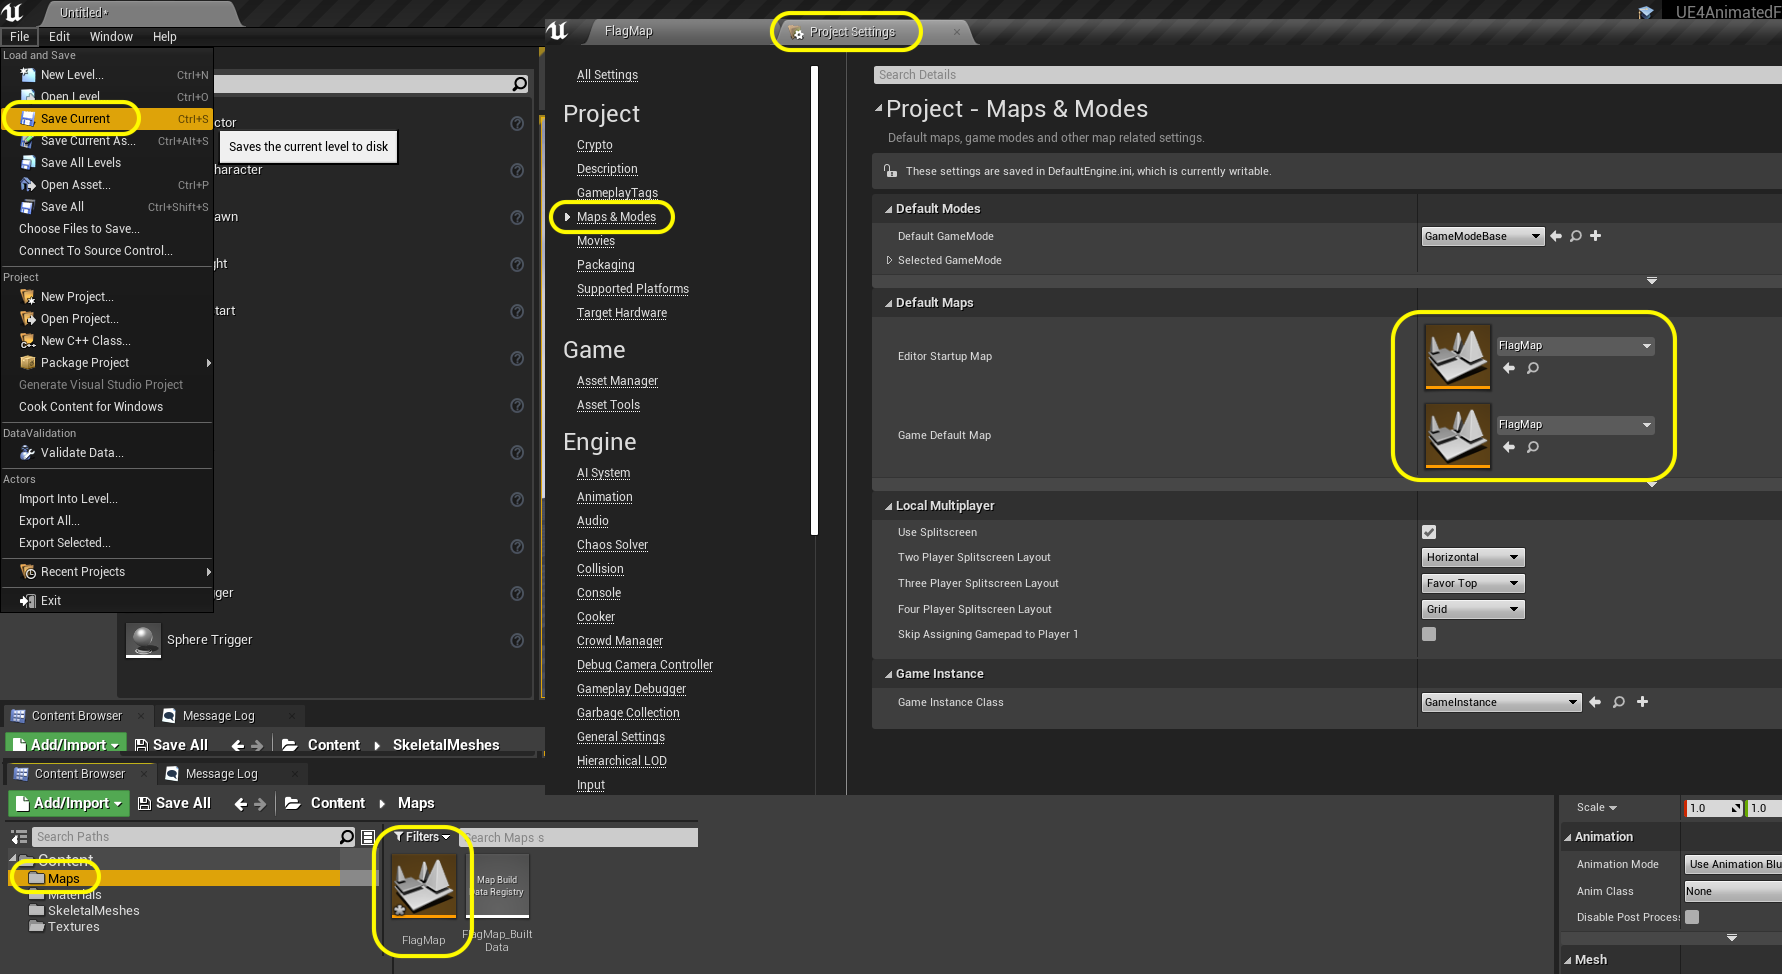 Untitled*
UE4AnimatedF
File Edit Window Help
Load and Save
New Level... Ctrl+N
Open Level Ctrl+O
Save Current Ctrl+S
Save Current As... Ctrl+Alt+S
Save All Levels
Open Asset... Ctrl+P
Save All Ctrl+Shift+S
Choose Files to Save...
Connect To Source Control...
Project
New Project...
Open Project...
New C++ Class...
Package Project
Generate Visual Studio Project
Cook Content for Windows
DataValidation
Validate Data...
Actors
Import Into Level...
Export All...
Export Selected...
Recent Projects
Exit
Saves the current level to disk
ctor
haracter
awn
ght
tart
ger
Sphere Trigger
Content Browser
Message Log
Add/Import Save All Content SkeletalMeshes
Content Browser
Message Log
Add/Import Save All Content Maps
Search Paths
Filters
Search Maps s
Content
Maps
Materials
SkeletalMeshes
Textures
FlagMap
Map Build
Data Registry
FlagMap_Built
Data
FlagMap
Project Settings
All Settings
Project
Crypto
Description
GameplayTags
Maps & Modes
Movies
Packaging
Supported Platforms
Target Hardware
Game
Asset Manager
Asset Tools
Engine
AI System
Animation
Audio
Chaos Solver
Collision
Console
Cooker
Crowd Manager
Debug Camera Controller
Gameplay Debugger
Garbage Collection
General Settings
Hierarchical LOD
Input
Search Details
Project - Maps & Modes
Default maps, game modes and other map related settings.
These settings are saved in DefaultEngine.ini, which is currently writable.
Default Modes
Default GameMode GameModeBase
Selected GameMode
Default Maps
Editor Startup Map FlagMap
Game Default Map FlagMap
Local Multiplayer
Use Splitscreen
Two Player Splitscreen Layout Horizontal
Three Player Splitscreen Layout Favor Top
Four Player Splitscreen Layout Grid
Skip Assigning Gamepad to Player 1
Game Instance
Game Instance Class GameInstance
Scale 1.0 1.0
Animation
Animation Mode Use Animation Blu
Anim Class None
Disable Post Proces
Mesh